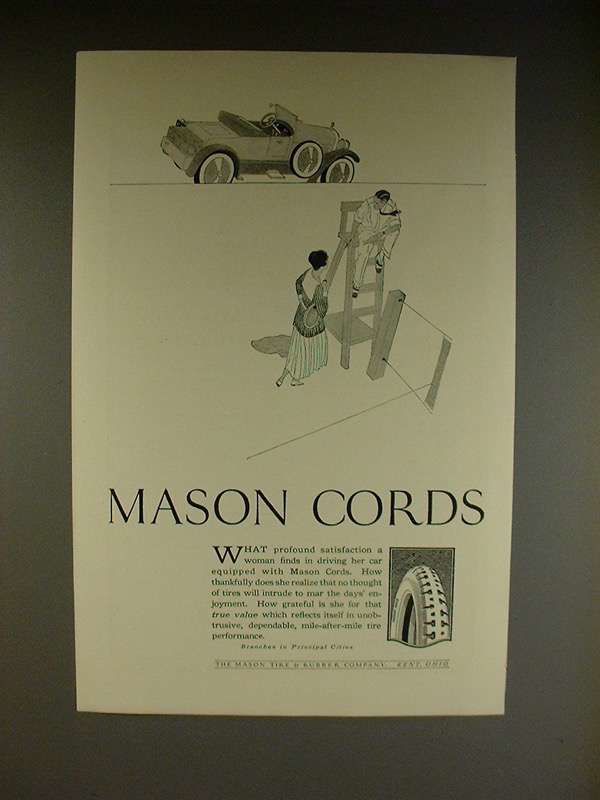 MASON CORDS
WHAT profound satisfaction a
woman finds in driving her car
equipped with Mason Cords. How
thankfully does she realize that no thought
of tires will intrude to mar the days' en-
joyment. How grateful is she for that
true value which reflects itself in unob-
trusive, dependable, mile-after-mile tire
performance.
Branches in Principal Cities
THE MASON TIRE & RUBBER COMPANY, KENT, OHIO